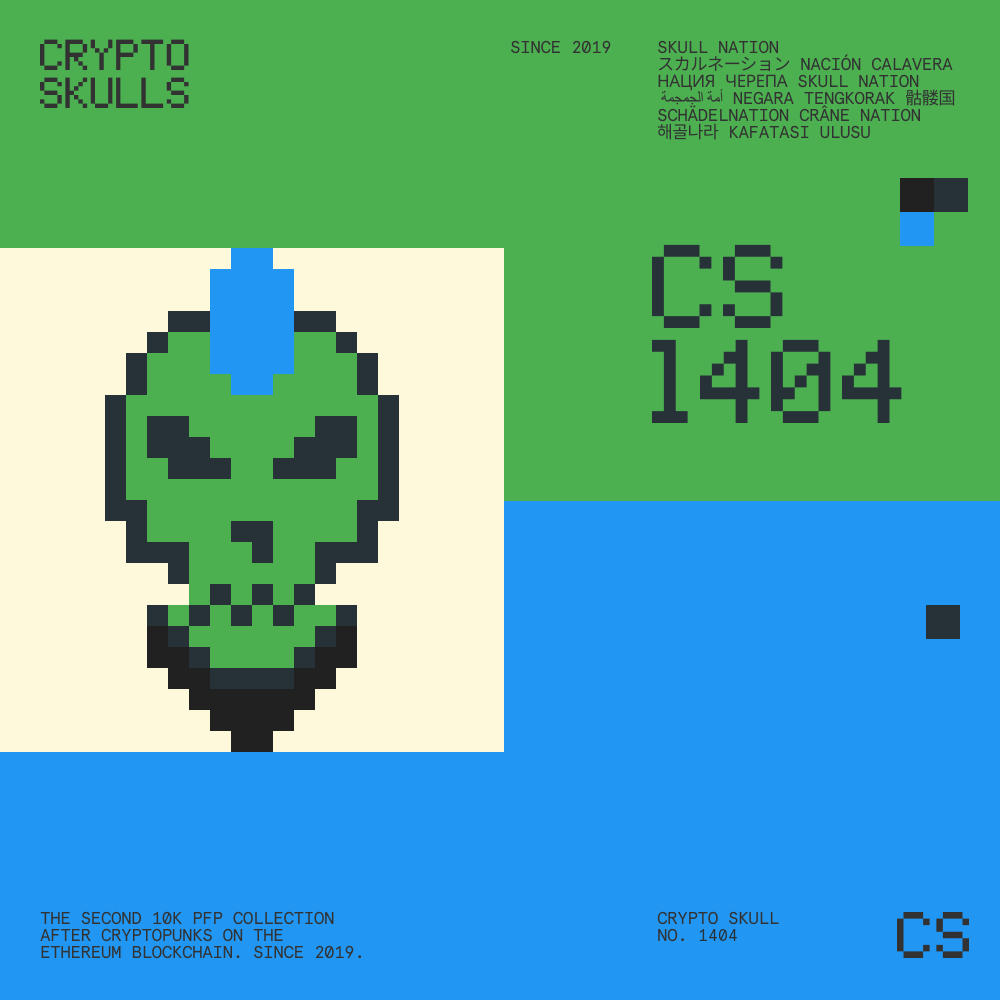 CRYPTO
SKULLS
SINCE 2019
SKULL NATION
スカルネーション NACIÓN CALAVERA
НАЦИЯ ЧЕРЕПА SKULL NATION
أمة الجمجمة NEGARA TENGKORAK 骷髅国
SCHÄDELNATION CRÂNE NATION
해골나라 KAFATASI ULUSU
CS
1404
THE SECOND 10K PFP COLLECTION
AFTER CRYPTOPUNKS ON THE
ETHEREUM BLOCKCHAIN. SINCE 2019.
CRYPTO SKULL
NO. 1404
CS